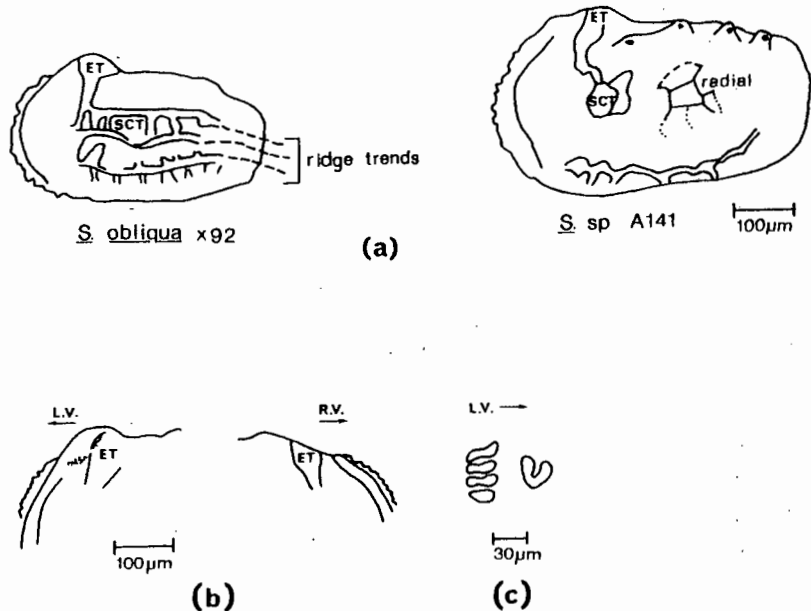 ET
SCT
ridge trends
S. obliqua x92
ET
SCT
radial
S. sp A141
100µm
(a)
L.V.
ET
100µm
R.V.
ET
(b)
L.V.
30µm
(c)